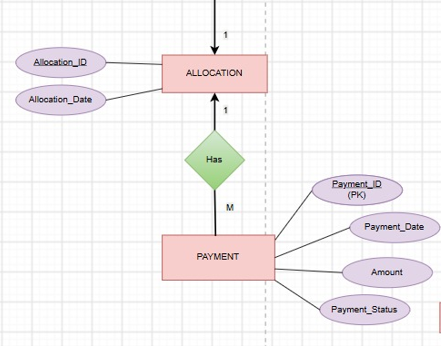 1
Allocation_ID
ALLOCATION
Allocation_Date
1
Has
Payment_ID
(PK)
M
Payment_Date
PAYMENT
Amount
Payment_Status